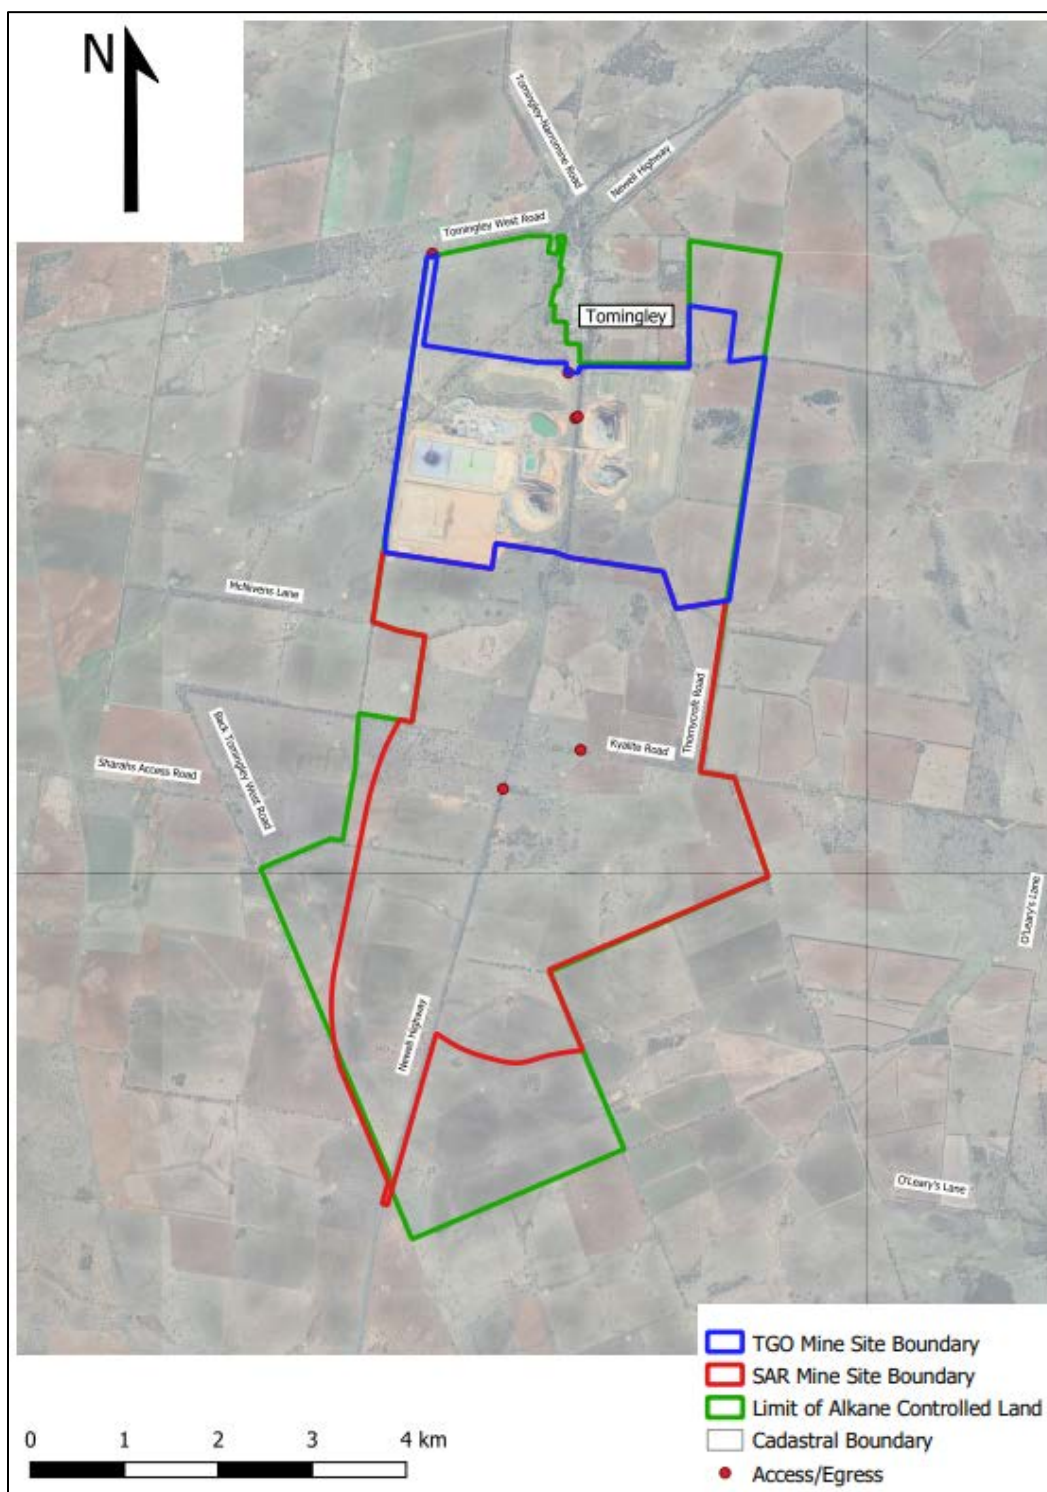 N
Tomingley-Narromine Road
Newell Highway
Tomingley West Road
Tomingley
McNivens Lane
Back Tomingley West Road
Sharahs Access Road
Thornycroft Road
Kyalite Road
O'Leary's Lane
Newell Highway
O'Leary's Lane
TGO Mine Site Boundary
SAR Mine Site Boundary
Limit of Alkane Controlled Land
Cadastral Boundary
Access/Egress
0 1 2 3 4 km